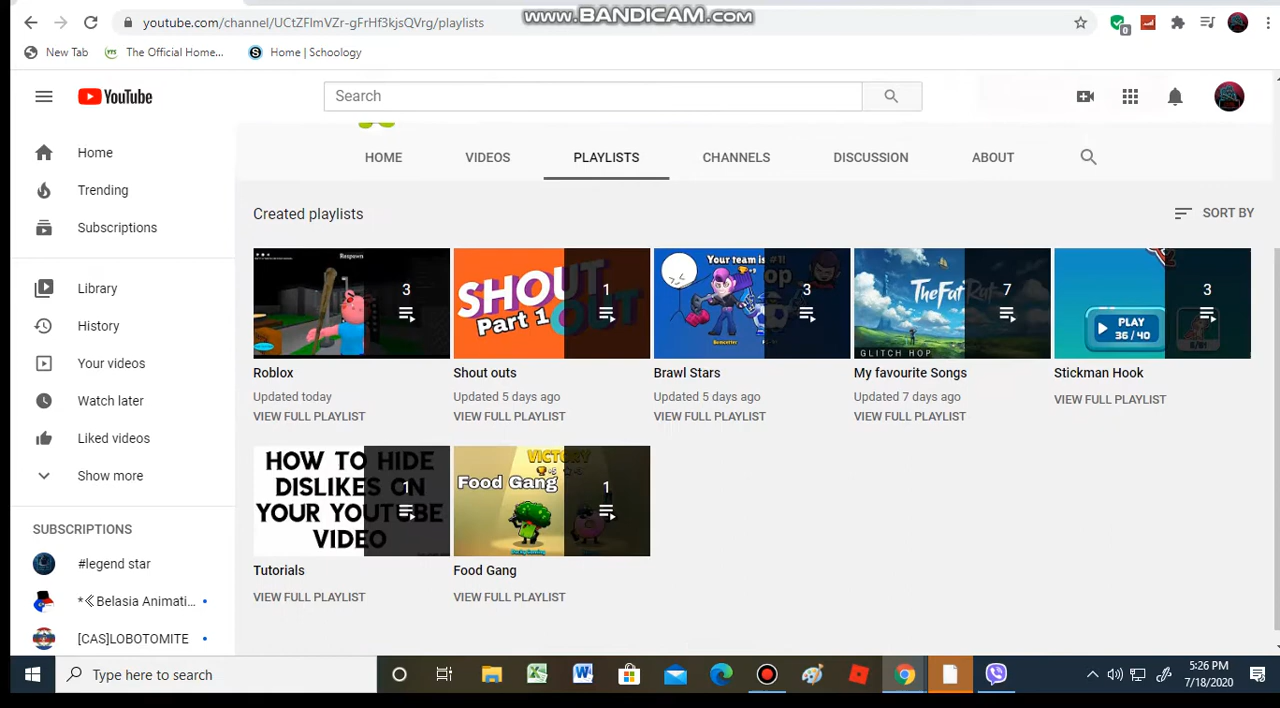 www.BANDICAM.com
youtube.com/channel/UCtZFlmVZr-gFrHf3kjsQVrg/playlists
0
New Tab
The Official Home...
S
Home | Schoology
YouTube
Search
HOME
VIDEOS
PLAYLISTS
CHANNELS
DISCUSSION
ABOUT
Home
Trending
Subscriptions
Library
History
Your videos
Watch later
Liked videos
Show more
SUBSCRIPTIONS
#legend star
*≪Belasia Animati...
[CAS]LOBOTOMITE
Created playlists
SORT BY
Respawn
3
SHOUT OUT
Part 1
1
Your team is #1!
3
TheFatR
GLITCH HOP
7
PLAY
36 / 40
3
Roblox
Updated today
VIEW FULL PLAYLIST
Shout outs
Updated 5 days ago
VIEW FULL PLAYLIST
Brawl Stars
Updated 5 days ago
VIEW FULL PLAYLIST
My favourite Songs
Updated 7 days ago
VIEW FULL PLAYLIST
Stickman Hook
VIEW FULL PLAYLIST
HOW TO HIDE
DISLIKES ON
YOUR YOUTUBE
VIDEO
1
VICTORY
Food Gang
1
Tutorials
VIEW FULL PLAYLIST
Food Gang
VIEW FULL PLAYLIST
Type here to search
5:26 PM
7/18/2020